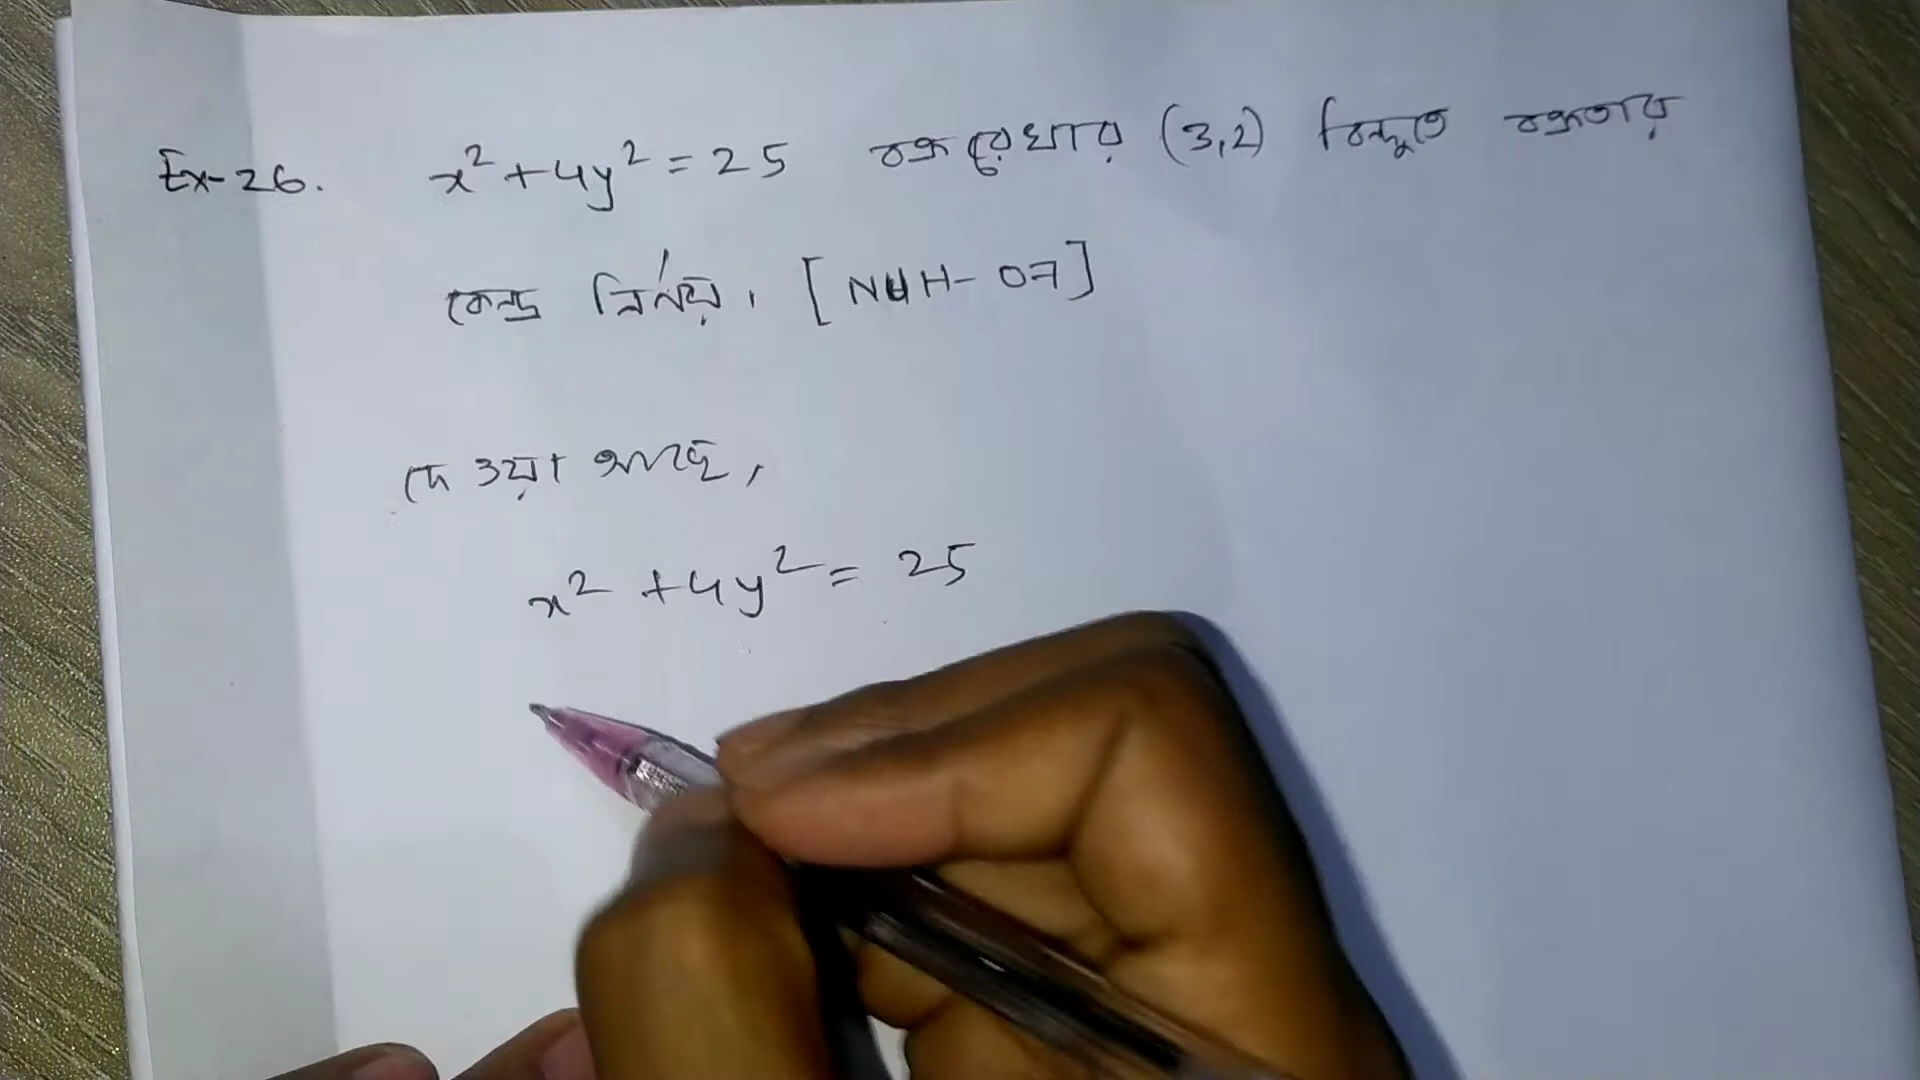 Ex-26. x² + 4y² = 25 বক্ররেখার (3,2) বিন্দুতে বক্রতার
কেন্দ্র নির্ণয়। [NUH-07]
দেওয়া আছে,
x² + 4y² = 25